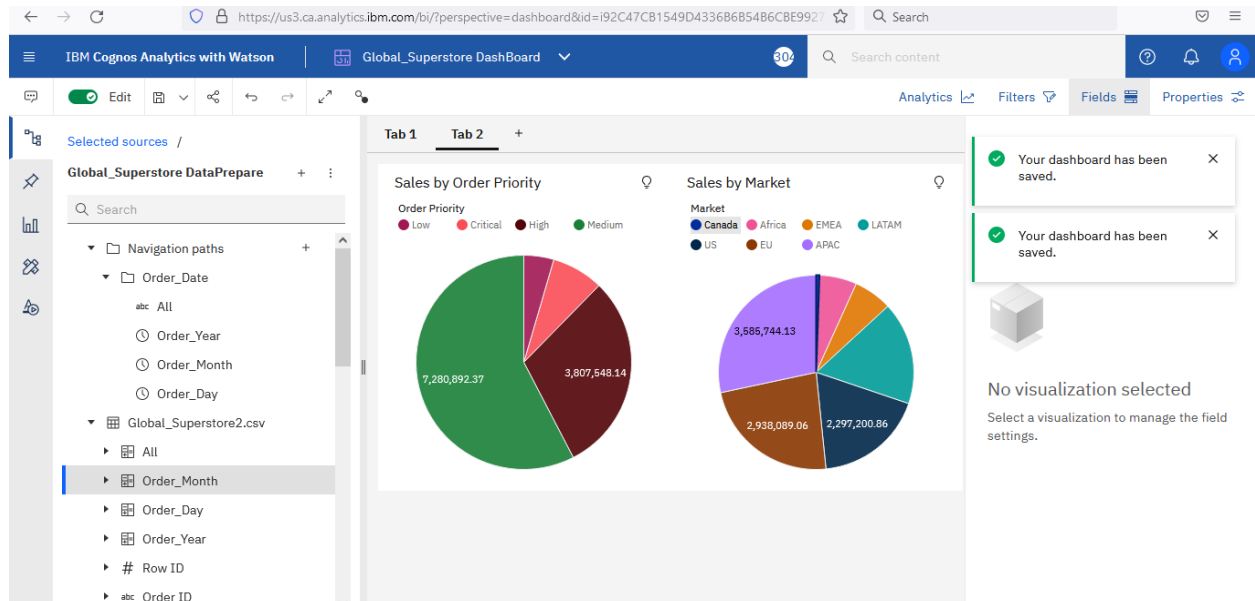 https://us3.ca.analytics.ibm.com/bi/?perspective=dashboard&id=i92C47CB1549D4336B6B54B6CBE9927
Search
IBM Cognos Analytics with Watson
Global_Superstore DashBoard
304
Search content
Edit
Analytics
Filters
Fields
Properties
Selected sources /
Global_Superstore DataPrepare
Search
Navigation paths
Order_Date
abc All
Order_Year
Order_Month
Order_Day
Global_Superstore2.csv
All
Order_Month
Order_Day
Order_Year
# Row ID
abc Order ID
Tab 1
Tab 2
+
Sales by Order Priority
Order Priority
Low Critical High Medium
7,280,892.37
3,807,548.14
Sales by Market
Market
Canada Africa EMEA LATAM
US EU APAC
3,585,744.13
2,938,089.06
2,297,200.86
Your dashboard has been
saved.
Your dashboard has been
saved.
No visualization selected
Select a visualization to manage the field
settings.